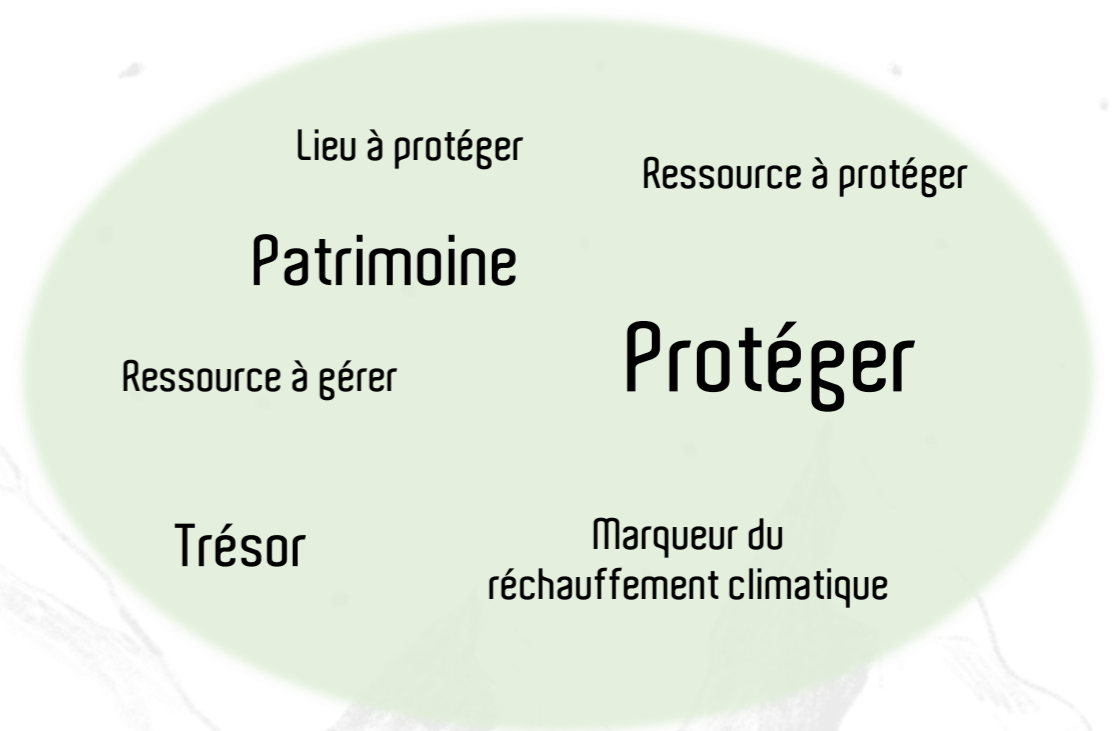 Lieu à protéger
Ressource à protéger
Patrimoine
Protéger
Ressource à gérer
Trésor
Marqueur du
réchauffement climatique